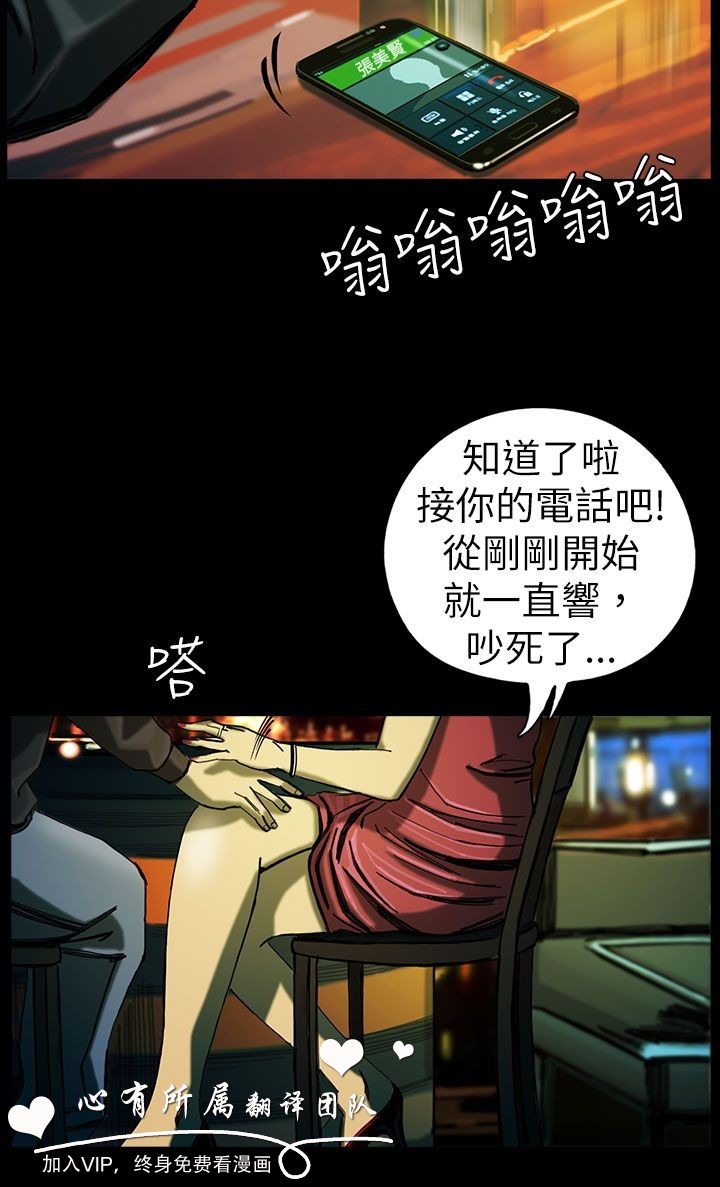 張美賢
嗡嗡嗡嗡嗡
知道了啦
接你的電話吧!
從剛剛開始
就一直響，
吵死了...
嗒
心有所属翻译团队
加入VIP，终身免费看漫画